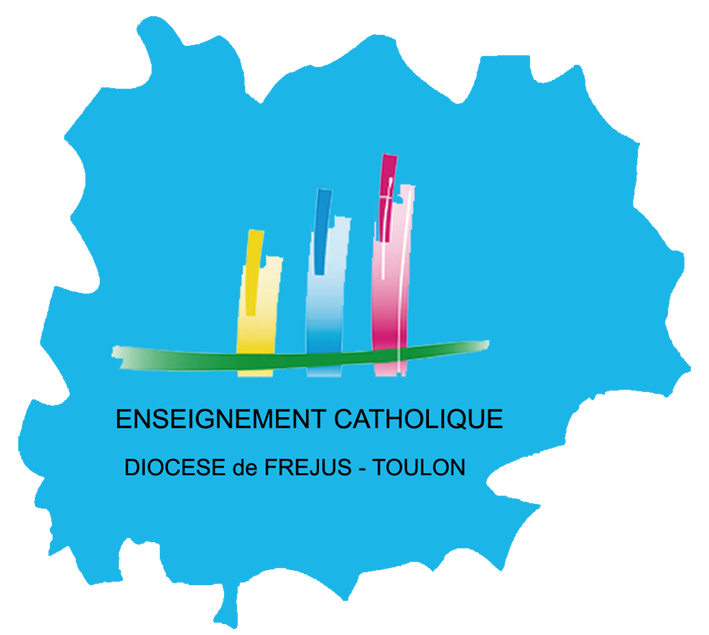 ENSEIGNEMENT CATHOLIQUE
DIOCESE de FREJUS - TOULON